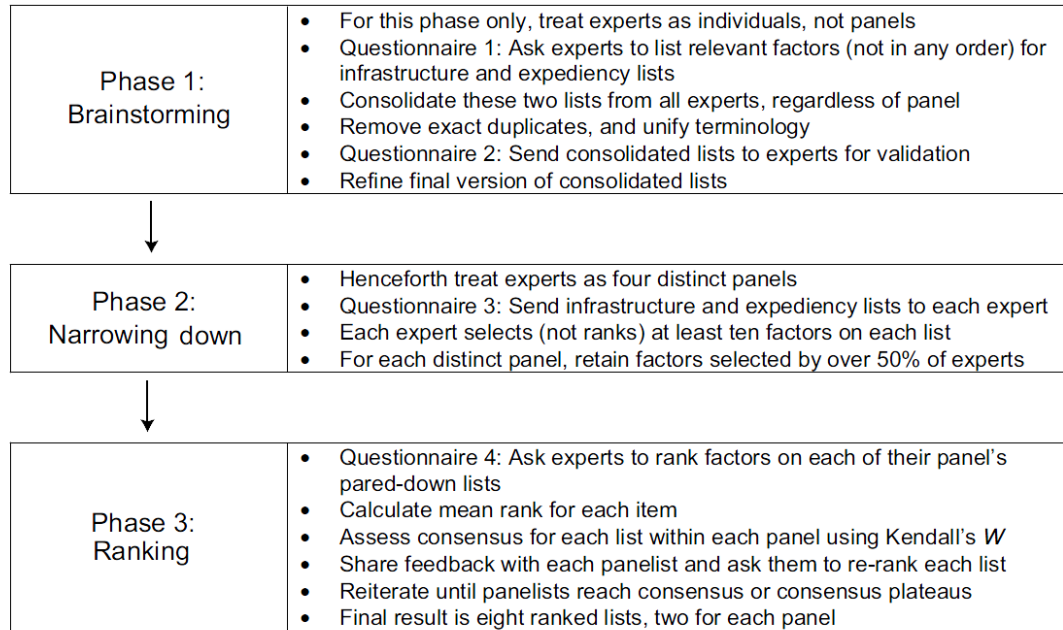 Phase 1:
Brainstorming
• For this phase only, treat experts as individuals, not panels
• Questionnaire 1: Ask experts to list relevant factors (not in any order) for
infrastructure and expediency lists
• Consolidate these two lists from all experts, regardless of panel
• Remove exact duplicates, and unify terminology
• Questionnaire 2: Send consolidated lists to experts for validation
• Refine final version of consolidated lists
Phase 2:
Narrowing down
• Henceforth treat experts as four distinct panels
• Questionnaire 3: Send infrastructure and expediency lists to each expert
• Each expert selects (not ranks) at least ten factors on each list
• For each distinct panel, retain factors selected by over 50% of experts
Phase 3:
Ranking
• Questionnaire 4: Ask experts to rank factors on each of their panel's
pared-down lists
• Calculate mean rank for each item
• Assess consensus for each list within each panel using Kendall's W
• Share feedback with each panelist and ask them to re-rank each list
• Reiterate until panelists reach consensus or consensus plateaus
• Final result is eight ranked lists, two for each panel